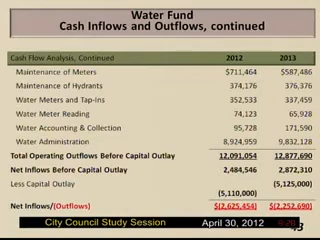 Water Fund
Cash Inflows and Outflows, continued
Cash Flow Analysis, Continued 2012 2013
Maintenance of Meters $711,464 $587,486
Maintenance of Hydrants 374,176 376,376
Water Meters and Tap-Ins 352,533 337,459
Water Meter Reading 74,123 65,928
Water Accounting & Collection 95,728 171,590
Water Administration 8,924,959 9,832,128
Total Operating Outflows Before Capital Outlay 12,091,054 12,877,690
Net Inflows Before Capital Outlay 2,484,546 2,872,310
Less Capital Outlay (5,125,000)
(5,110,000)
Net Inflows/(Outflows) $(2,625,454) $(2,252,690)
City Council Study Session April 30, 2012